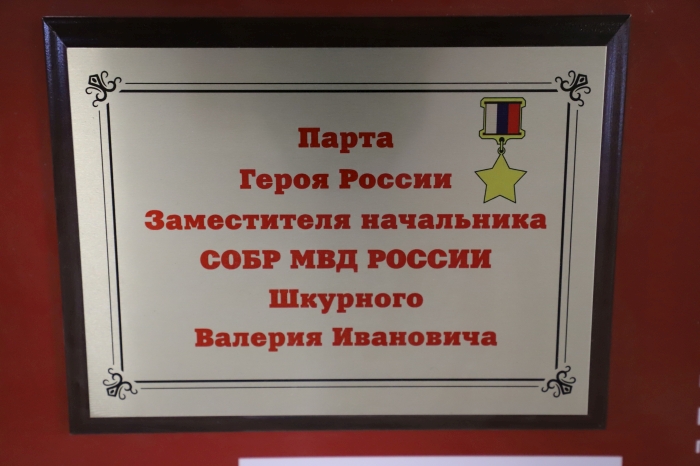 Парта
Героя России
Заместителя начальника
СОБР МВД РОССИИ
Шкурного
Валерия Ивановича